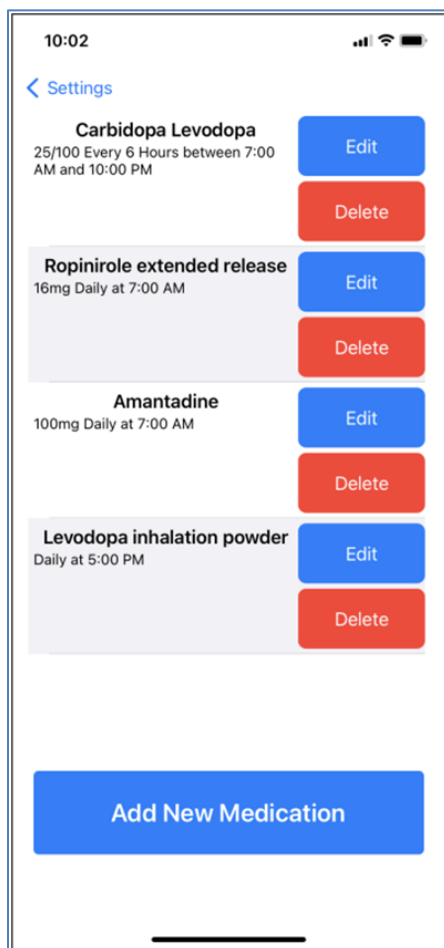 10:02
Settings
Carbidopa Levodopa
25/100 Every 6 Hours between 7:00
AM and 10:00 PM
Edit
Delete
Ropinirole extended release
16mg Daily at 7:00 AM
Edit
Delete
Amantadine
100mg Daily at 7:00 AM
Edit
Delete
Levodopa inhalation powder
Daily at 5:00 PM
Edit
Delete
Add New Medication